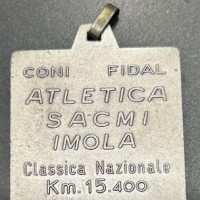 CONI FIDAL
ATLETICA
SACMI
IMOLA
Classica Nazionale
Km. 15.400